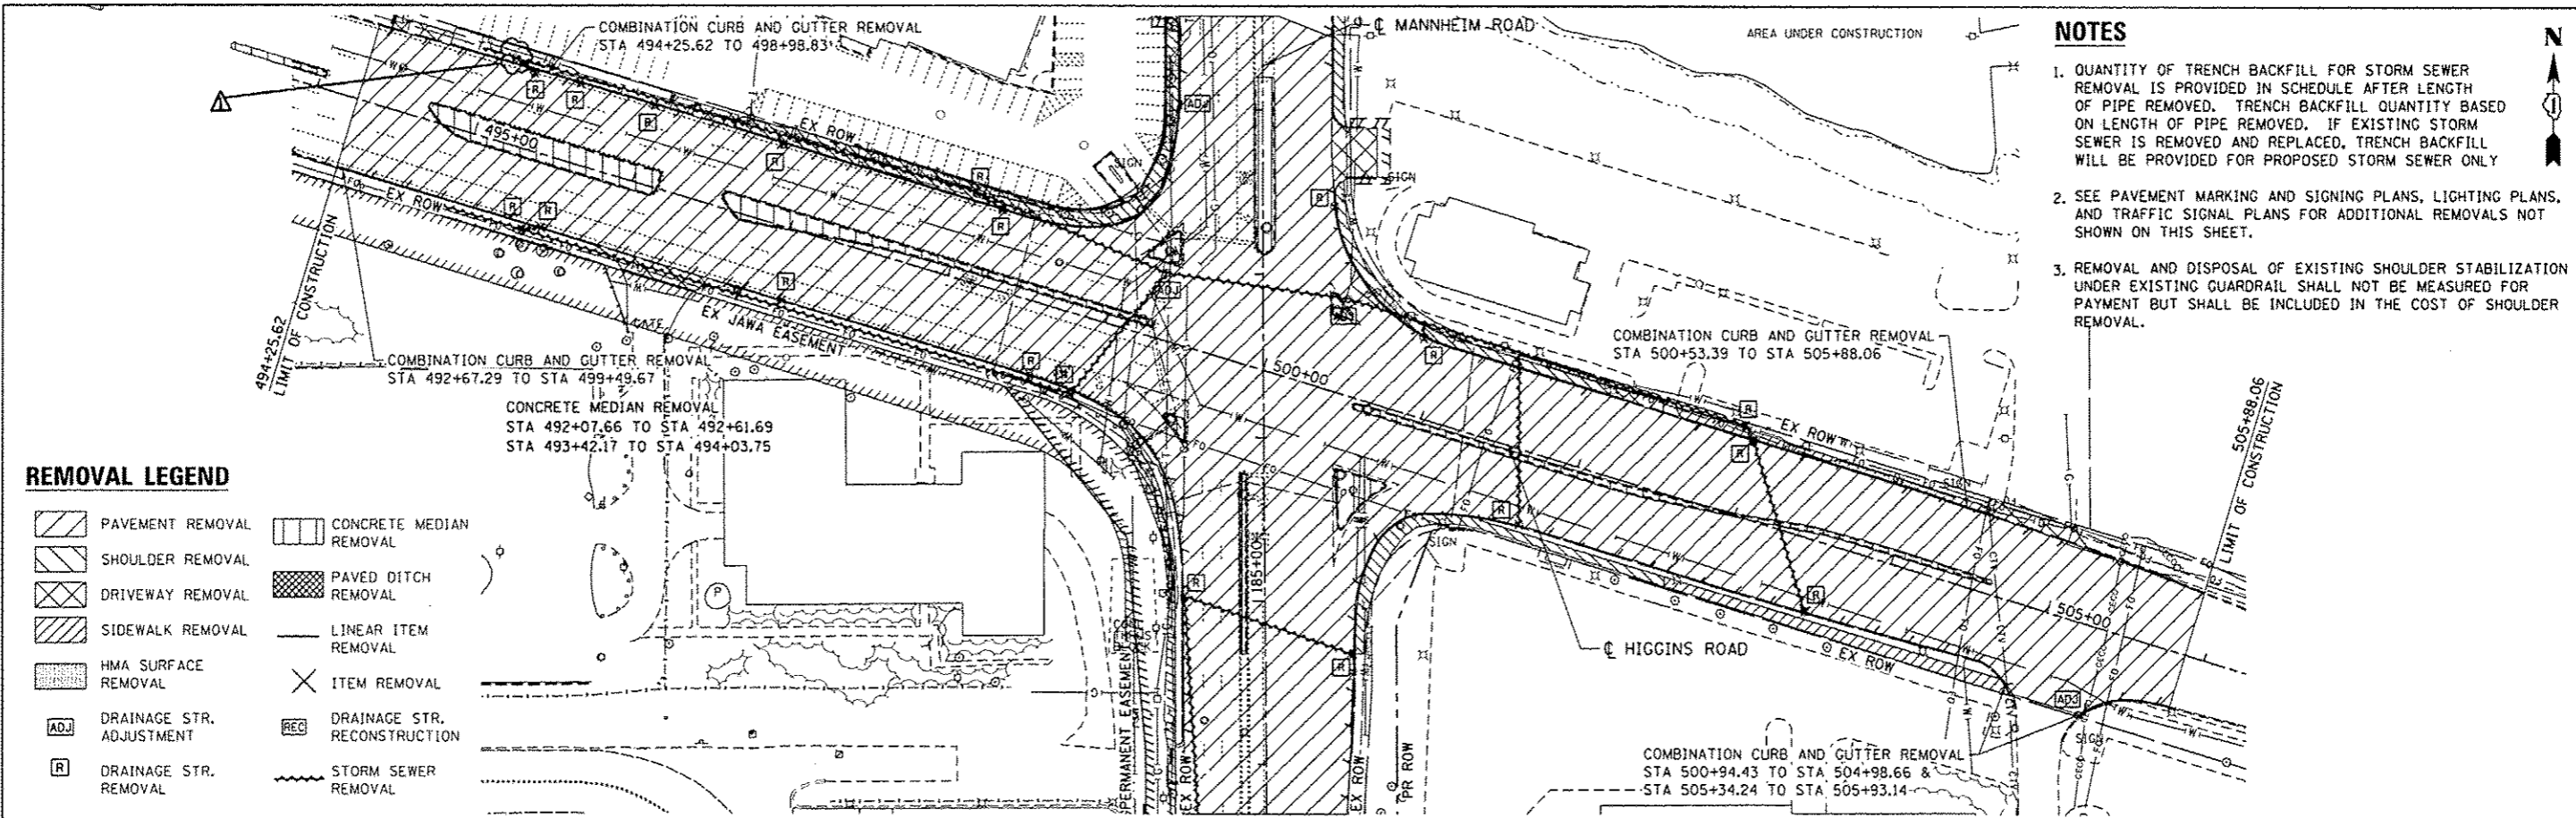 COMBINATION CURB AND GUTTER REMOVAL
STA 494+25.62 TO 498+98.83
℄ MANNHEIM ROAD
AREA UNDER CONSTRUCTION
NOTES
1. QUANTITY OF TRENCH BACKFILL FOR STORM SEWER
REMOVAL IS PROVIDED IN SCHEDULE AFTER LENGTH
OF PIPE REMOVED. TRENCH BACKFILL QUANTITY BASED
ON LENGTH OF PIPE REMOVED. IF EXISTING STORM
SEWER IS REMOVED AND REPLACED, TRENCH BACKFILL
WILL BE PROVIDED FOR PROPOSED STORM SEWER ONLY
2. SEE PAVEMENT MARKING AND SIGNING PLANS, LIGHTING PLANS,
AND TRAFFIC SIGNAL PLANS FOR ADDITIONAL REMOVALS NOT
SHOWN ON THIS SHEET.
3. REMOVAL AND DISPOSAL OF EXISTING SHOULDER STABILIZATION
UNDER EXISTING GUARDRAIL SHALL NOT BE MEASURED FOR
PAYMENT BUT SHALL BE INCLUDED IN THE COST OF SHOULDER
REMOVAL.
N
1
495+00
EX ROW
EX ROW
SIGN
SIGN
ADJ
R
R
R
R
R
R
R
R
R
R
494+25.62
LIMIT OF CONSTRUCTION
GATE
EX JAWA EASEMENT
ADJ
R
R
COMBINATION CURB AND GUTTER REMOVAL
STA 492+67.29 TO STA 499+49.67
CONCRETE MEDIAN REMOVAL
STA 492+07.66 TO STA 492+61.69
STA 493+42.17 TO STA 494+03.75
500+00
COMBINATION CURB AND GUTTER REMOVAL
STA 500+53.39 TO STA 505+88.06
R
R
R
R
R
EX ROW
SIGN
505+88.06
LIMIT OF CONSTRUCTION
505+00
185+00
SIGN
R
R
P
℄ HIGGINS ROAD
EX ROW
ADJ
SIGN
PERMANENT EASEMENT
EX ROW
EX ROW
PR ROW
COMBINATION CURB AND GUTTER REMOVAL
STA 500+94.43 TO STA 504+98.66 &
STA 505+34.24 TO STA 505+93.14
REMOVAL LEGEND
PAVEMENT REMOVAL
SHOULDER REMOVAL
DRIVEWAY REMOVAL
SIDEWALK REMOVAL
HMA SURFACE
REMOVAL
ADJ DRAINAGE STR.
ADJUSTMENT
R DRAINAGE STR.
REMOVAL
CONCRETE MEDIAN
REMOVAL
PAVED DITCH
REMOVAL
LINEAR ITEM
REMOVAL
ITEM REMOVAL
REC DRAINAGE STR.
RECONSTRUCTION
STORM SEWER
REMOVAL